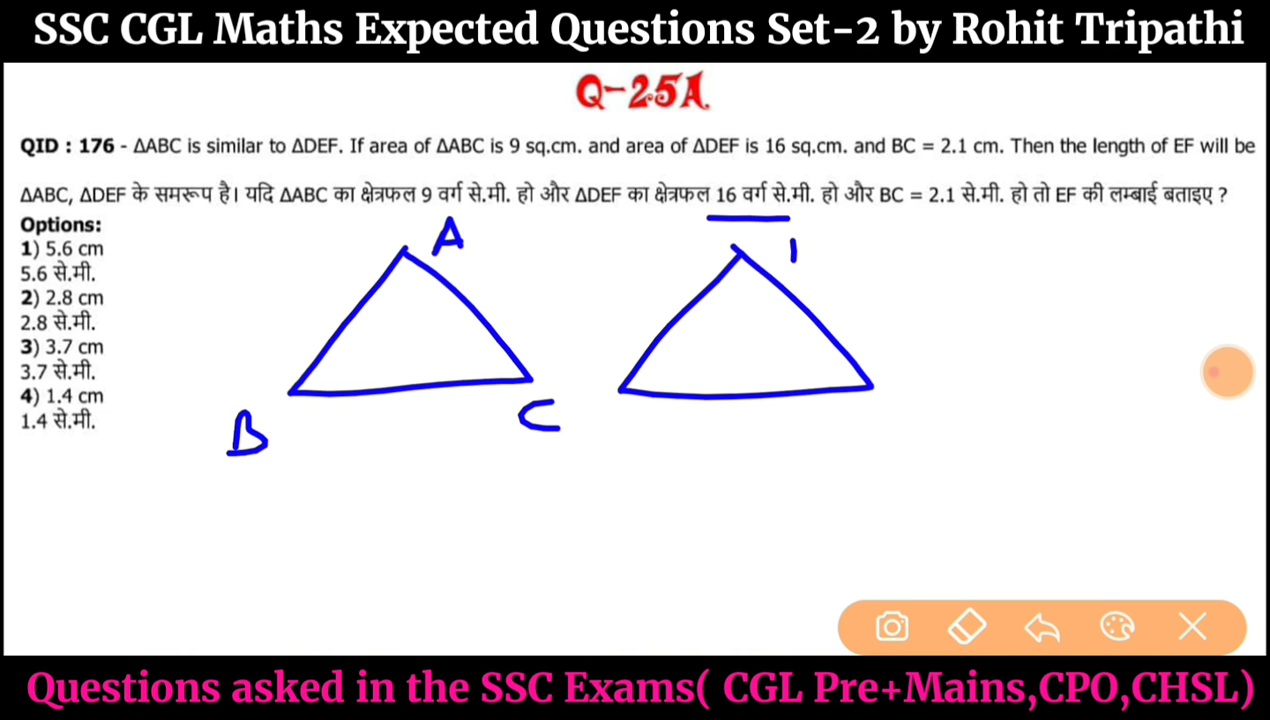 SSC CGL Maths Expected Questions Set-2 by Rohit Tripathi
Q-25A.
QID : 176 - ΔABC is similar to ΔDEF. If area of ΔABC is 9 sq.cm. and area of ΔDEF is 16 sq.cm. and BC = 2.1 cm. Then the length of EF will be
ΔABC, ΔDEF के समरूप है। यदि ΔABC का क्षेत्रफल 9 वर्ग से.मी. हो और ΔDEF का क्षेत्रफल 16 वर्ग से.मी. हो और BC = 2.1 से.मी. हो तो EF की लम्बाई बताइए ?
Options:
1) 5.6 cm
5.6 से.मी.
2) 2.8 cm
2.8 से.मी.
3) 3.7 cm
3.7 से.मी.
4) 1.4 cm
1.4 से.मी.
A
B
C
Questions asked in the SSC Exams( CGL Pre+Mains,CPO,CHSL)